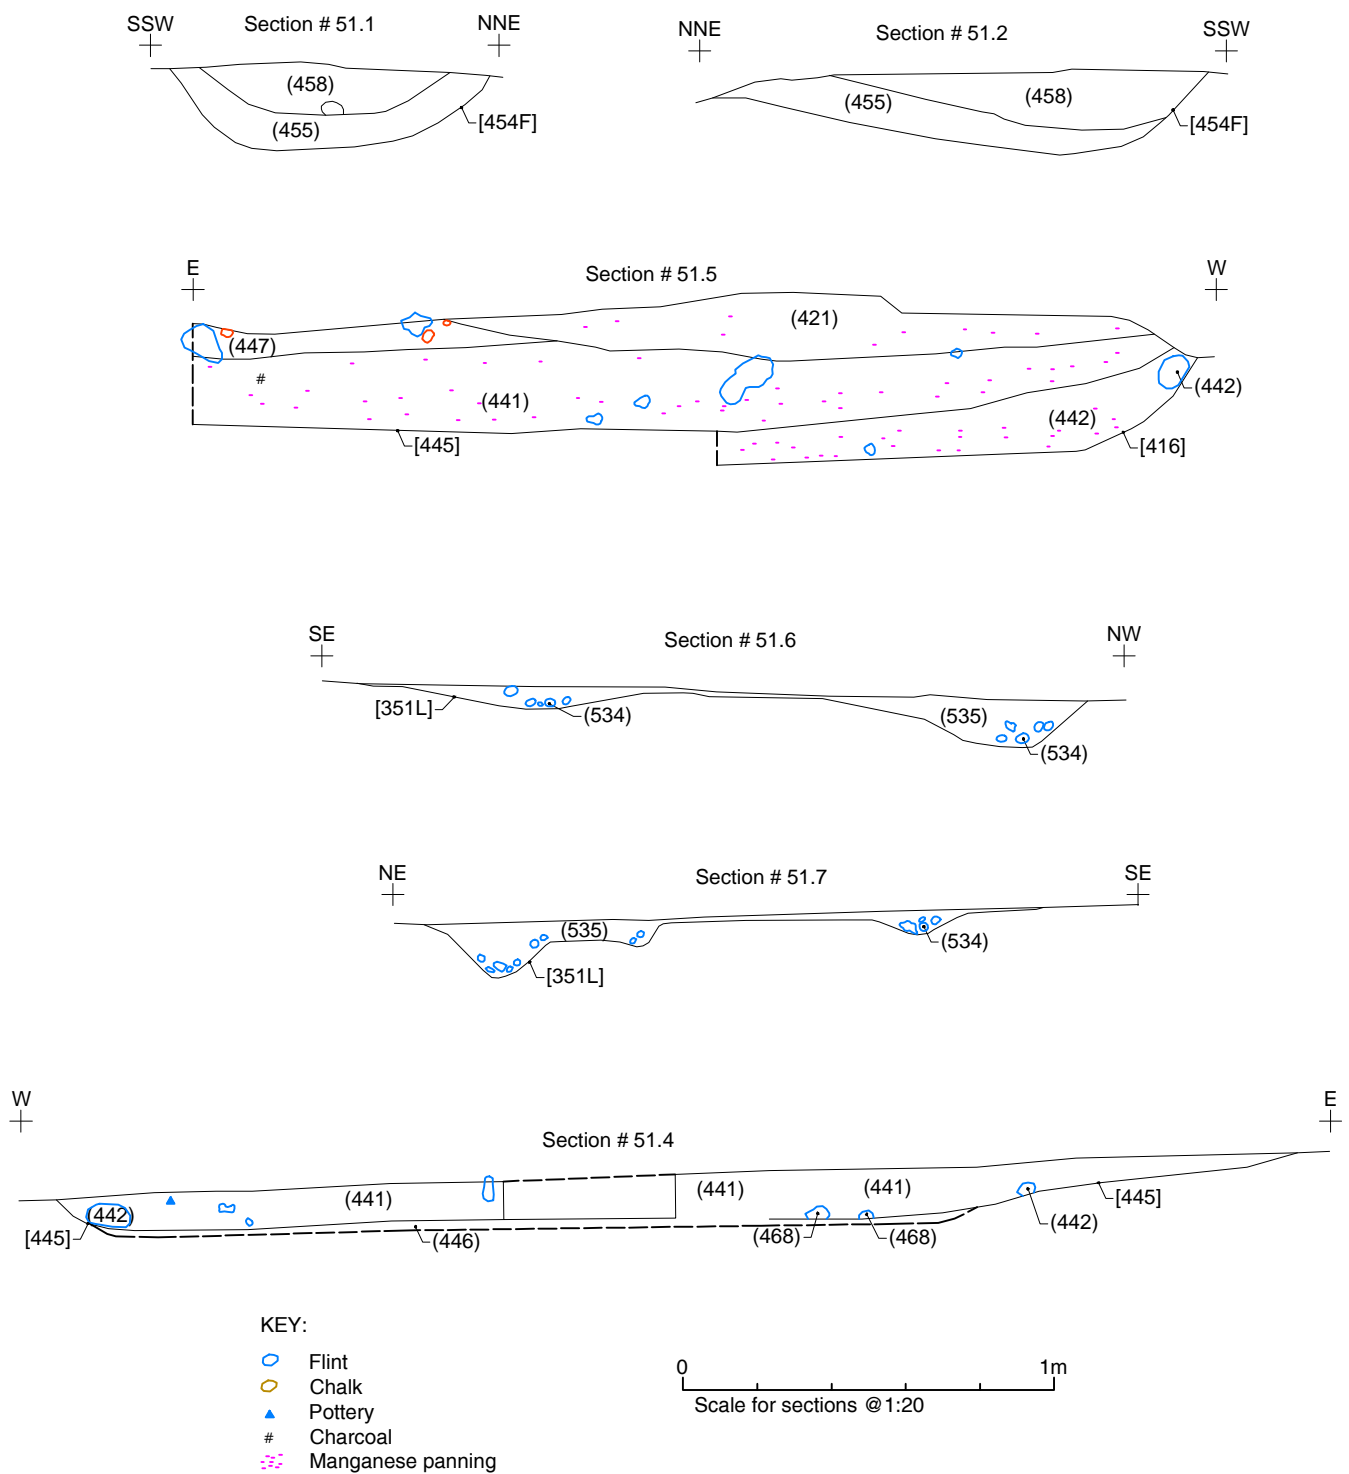 SSW Section # 51.1 NNE
(458)
(455)
[454F]
NNE Section # 51.2 SSW
(455) (458)
[454F]
E Section # 51.5 W
(421)
(447)
#
(441)
(442)
(442)
[445]
[416]
SE Section # 51.6 NW
[351L]
(534)
(535)
(534)
NE Section # 51.7 SE
(535)
(534)
[351L]
W Section # 51.4 E
(441) (441) (441)
(442)
[445]
[445]
(442)
(446)
(468) (468)
KEY:
Flint
Chalk
Pottery
# Charcoal
Manganese panning
0 1m
Scale for sections @1:20